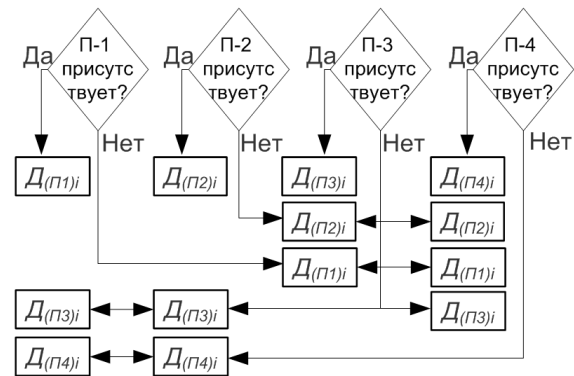 П-1
присутс
твует?
П-2
присутс
твует?
П-3
присутс
твует?
П-4
присутс
твует?
Да
Да
Да
Да
Нет
Нет
Нет
Нет
Д(П1)i
Д(П2)i
Д(П3)i
Д(П4)i
Д(П2)i
Д(П2)i
Д(П1)i
Д(П1)i
Д(П3)i
Д(П3)i
Д(П3)i
Д(П4)i
Д(П4)i